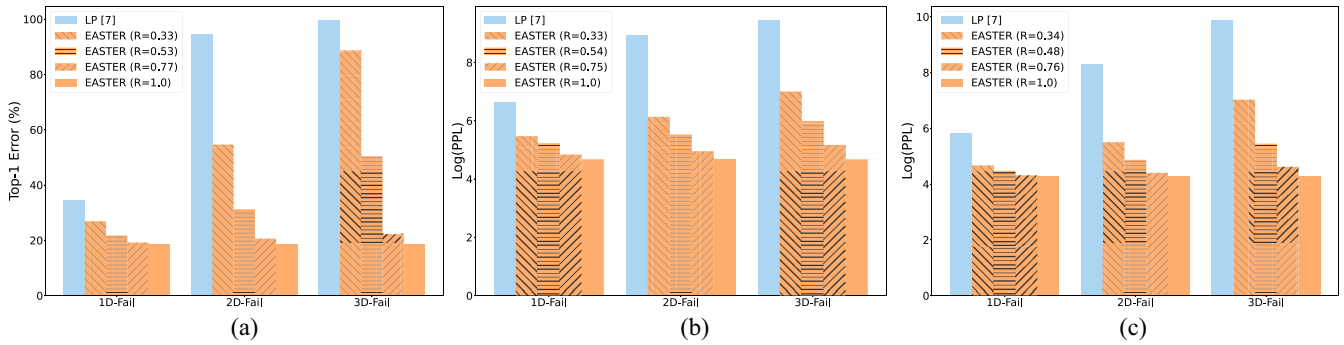 Top-1 Error (%)
100
80
60
40
20
0
LP [7]
EASTER (R=0.33)
EASTER (R=0.53)
EASTER (R=0.77)
EASTER (R=1.0)
1D-Fail
2D-Fail
3D-Fail
(a)
Log(PPL)
8
6
4
2
0
LP [7]
EASTER (R=0.33)
EASTER (R=0.54)
EASTER (R=0.75)
EASTER (R=1.0)
1D-Fail
2D-Fail
3D-Fail
(b)
Log(PPL)
10
8
6
4
2
0
LP [7]
EASTER (R=0.34)
EASTER (R=0.48)
EASTER (R=0.76)
EASTER (R=1.0)
1D-Fail
2D-Fail
3D-Fail
(c)